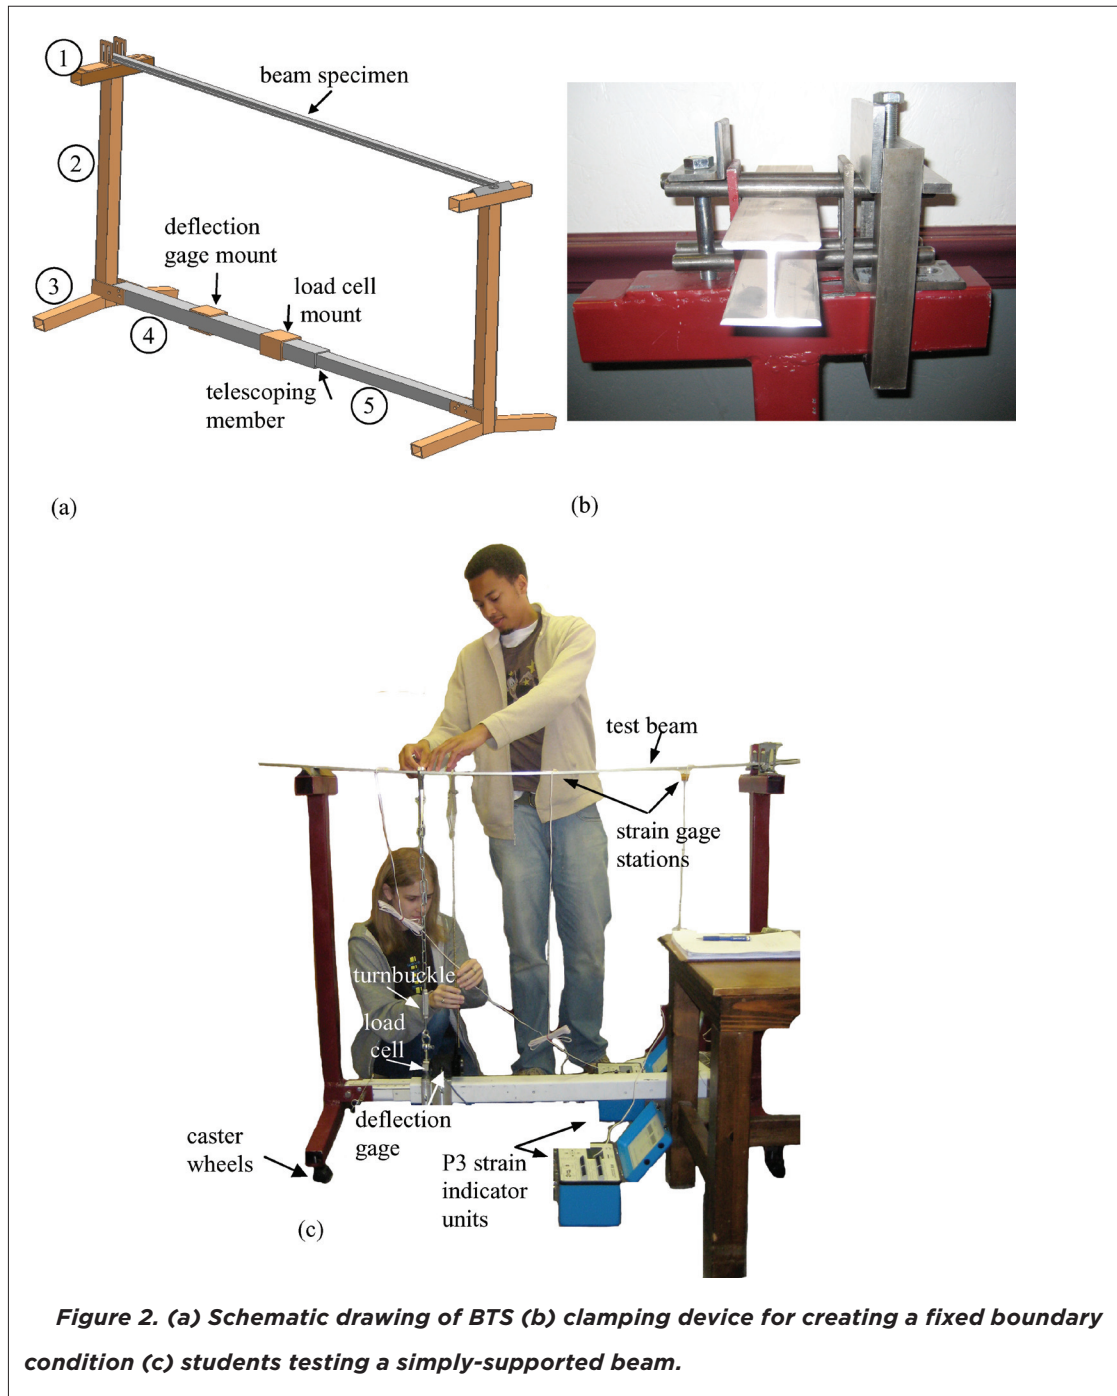 1
beam specimen
2
deflection
gage mount
3
load cell
mount
4
telescoping
member
5
(a)
(b)
test beam
strain gage
stations
turnbuckle
load
cell
deflection
gage
caster
wheels
P3 strain
indicator
units
(c)
Figure 2. (a) Schematic drawing of BTS (b) clamping device for creating a fixed boundary
condition (c) students testing a simply-supported beam.